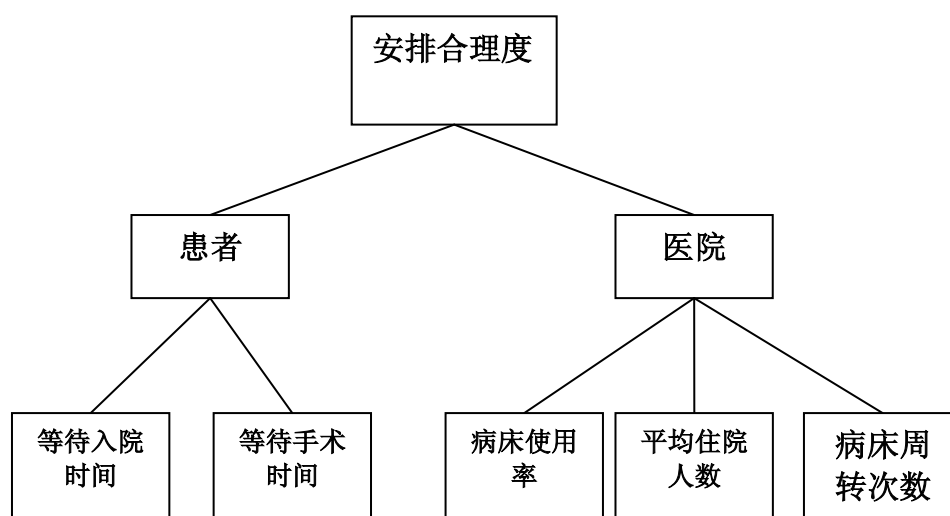 安排合理度
患者
医院
等待入院
时间
等待手术
时间
病床使用
率
平均住院
人数
病床周
转次数